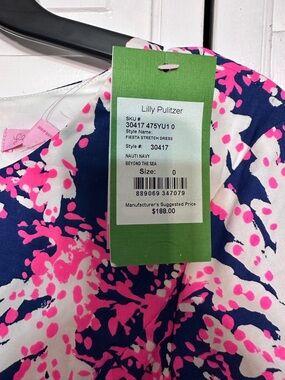 Lilly Pulitzer
SKU #
30417 475YU1 0
Style Name:
FIESTA STRETCH DRESS
Style #: 30417
NAUTI NAVY
BEYOND THE SEA
Size: 0
889069 347079
Manufacturer's Suggested Price
$188.00